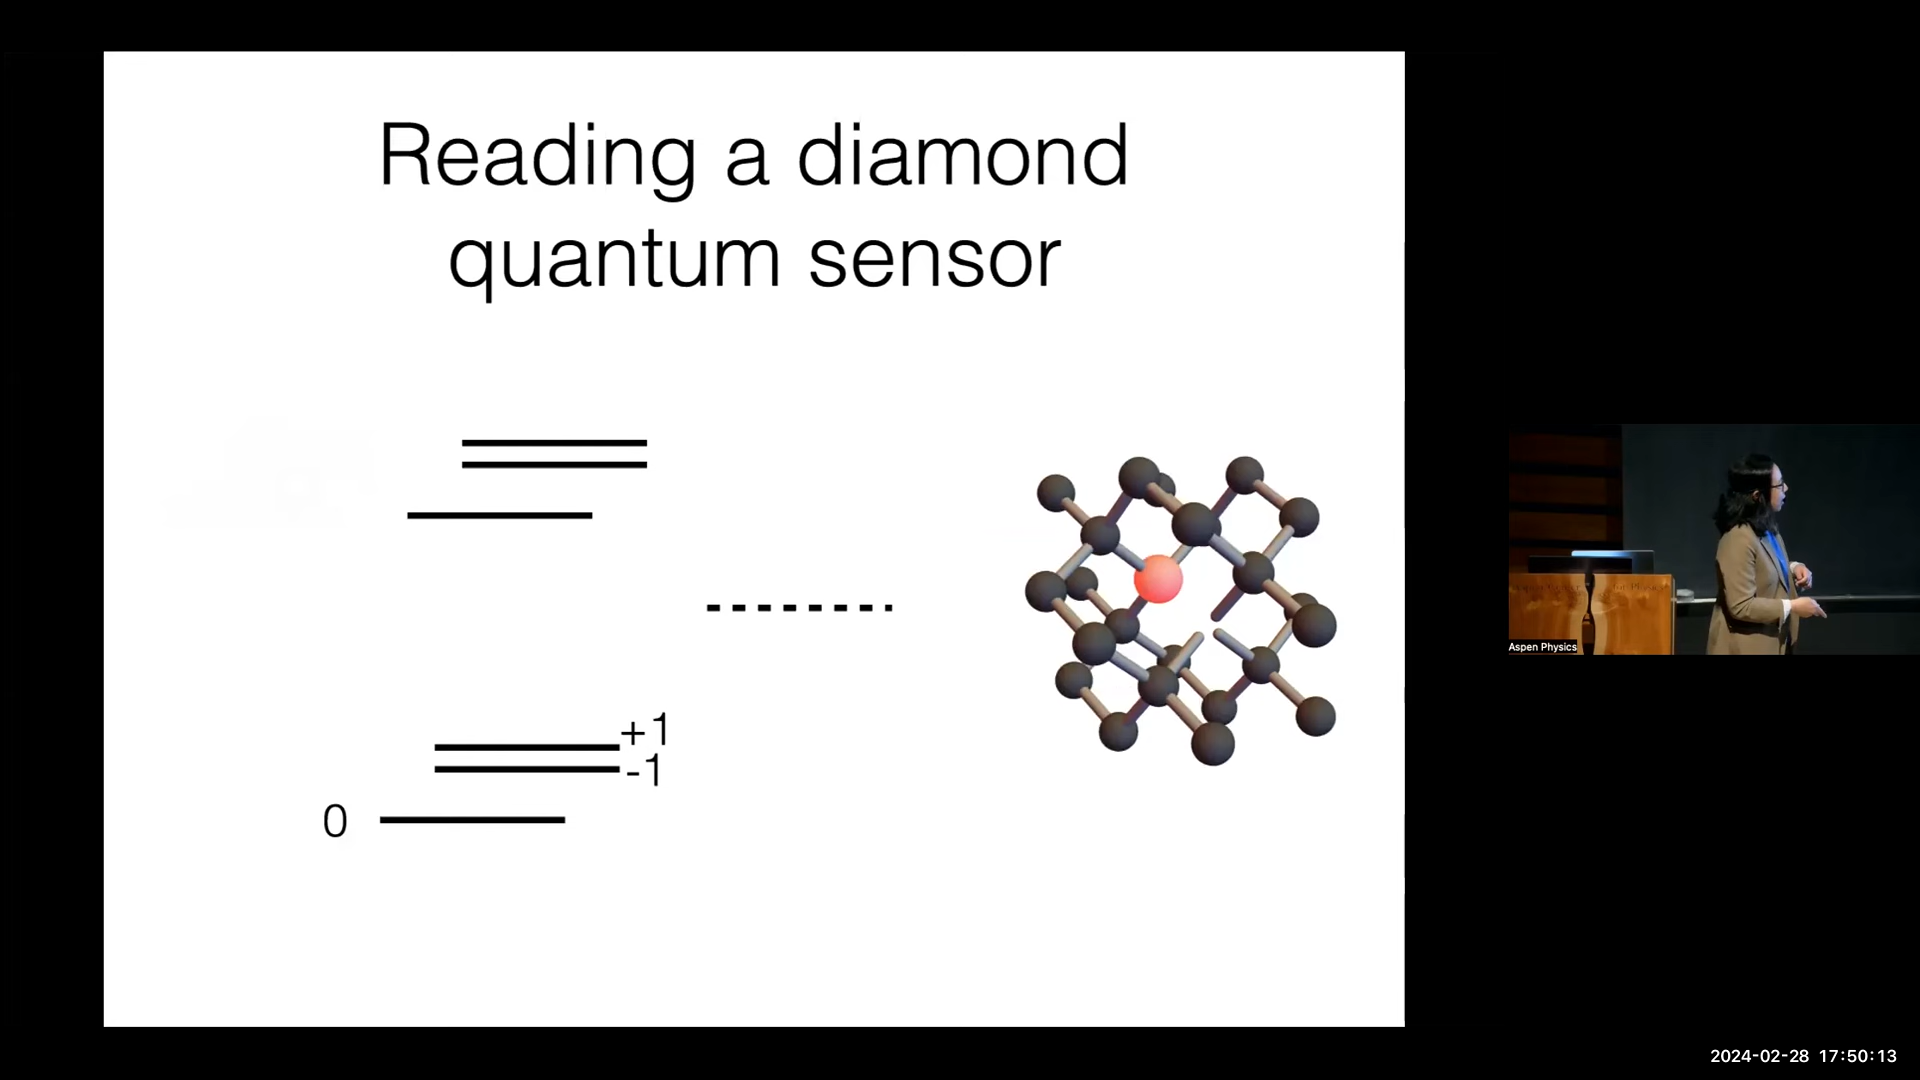 Reading a diamond
quantum sensor
+1
-1
0
Aspen Physics
2024-02-28 17:50:13